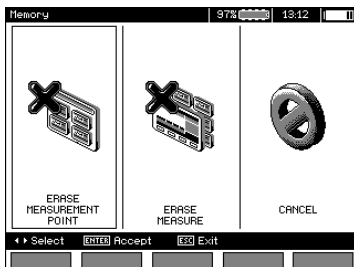 Memory 97% 13:12
ERASE
MEASUREMENT
POINT
ERASE
MEASURE
CANCEL
Select ENTER Accept ESC Exit